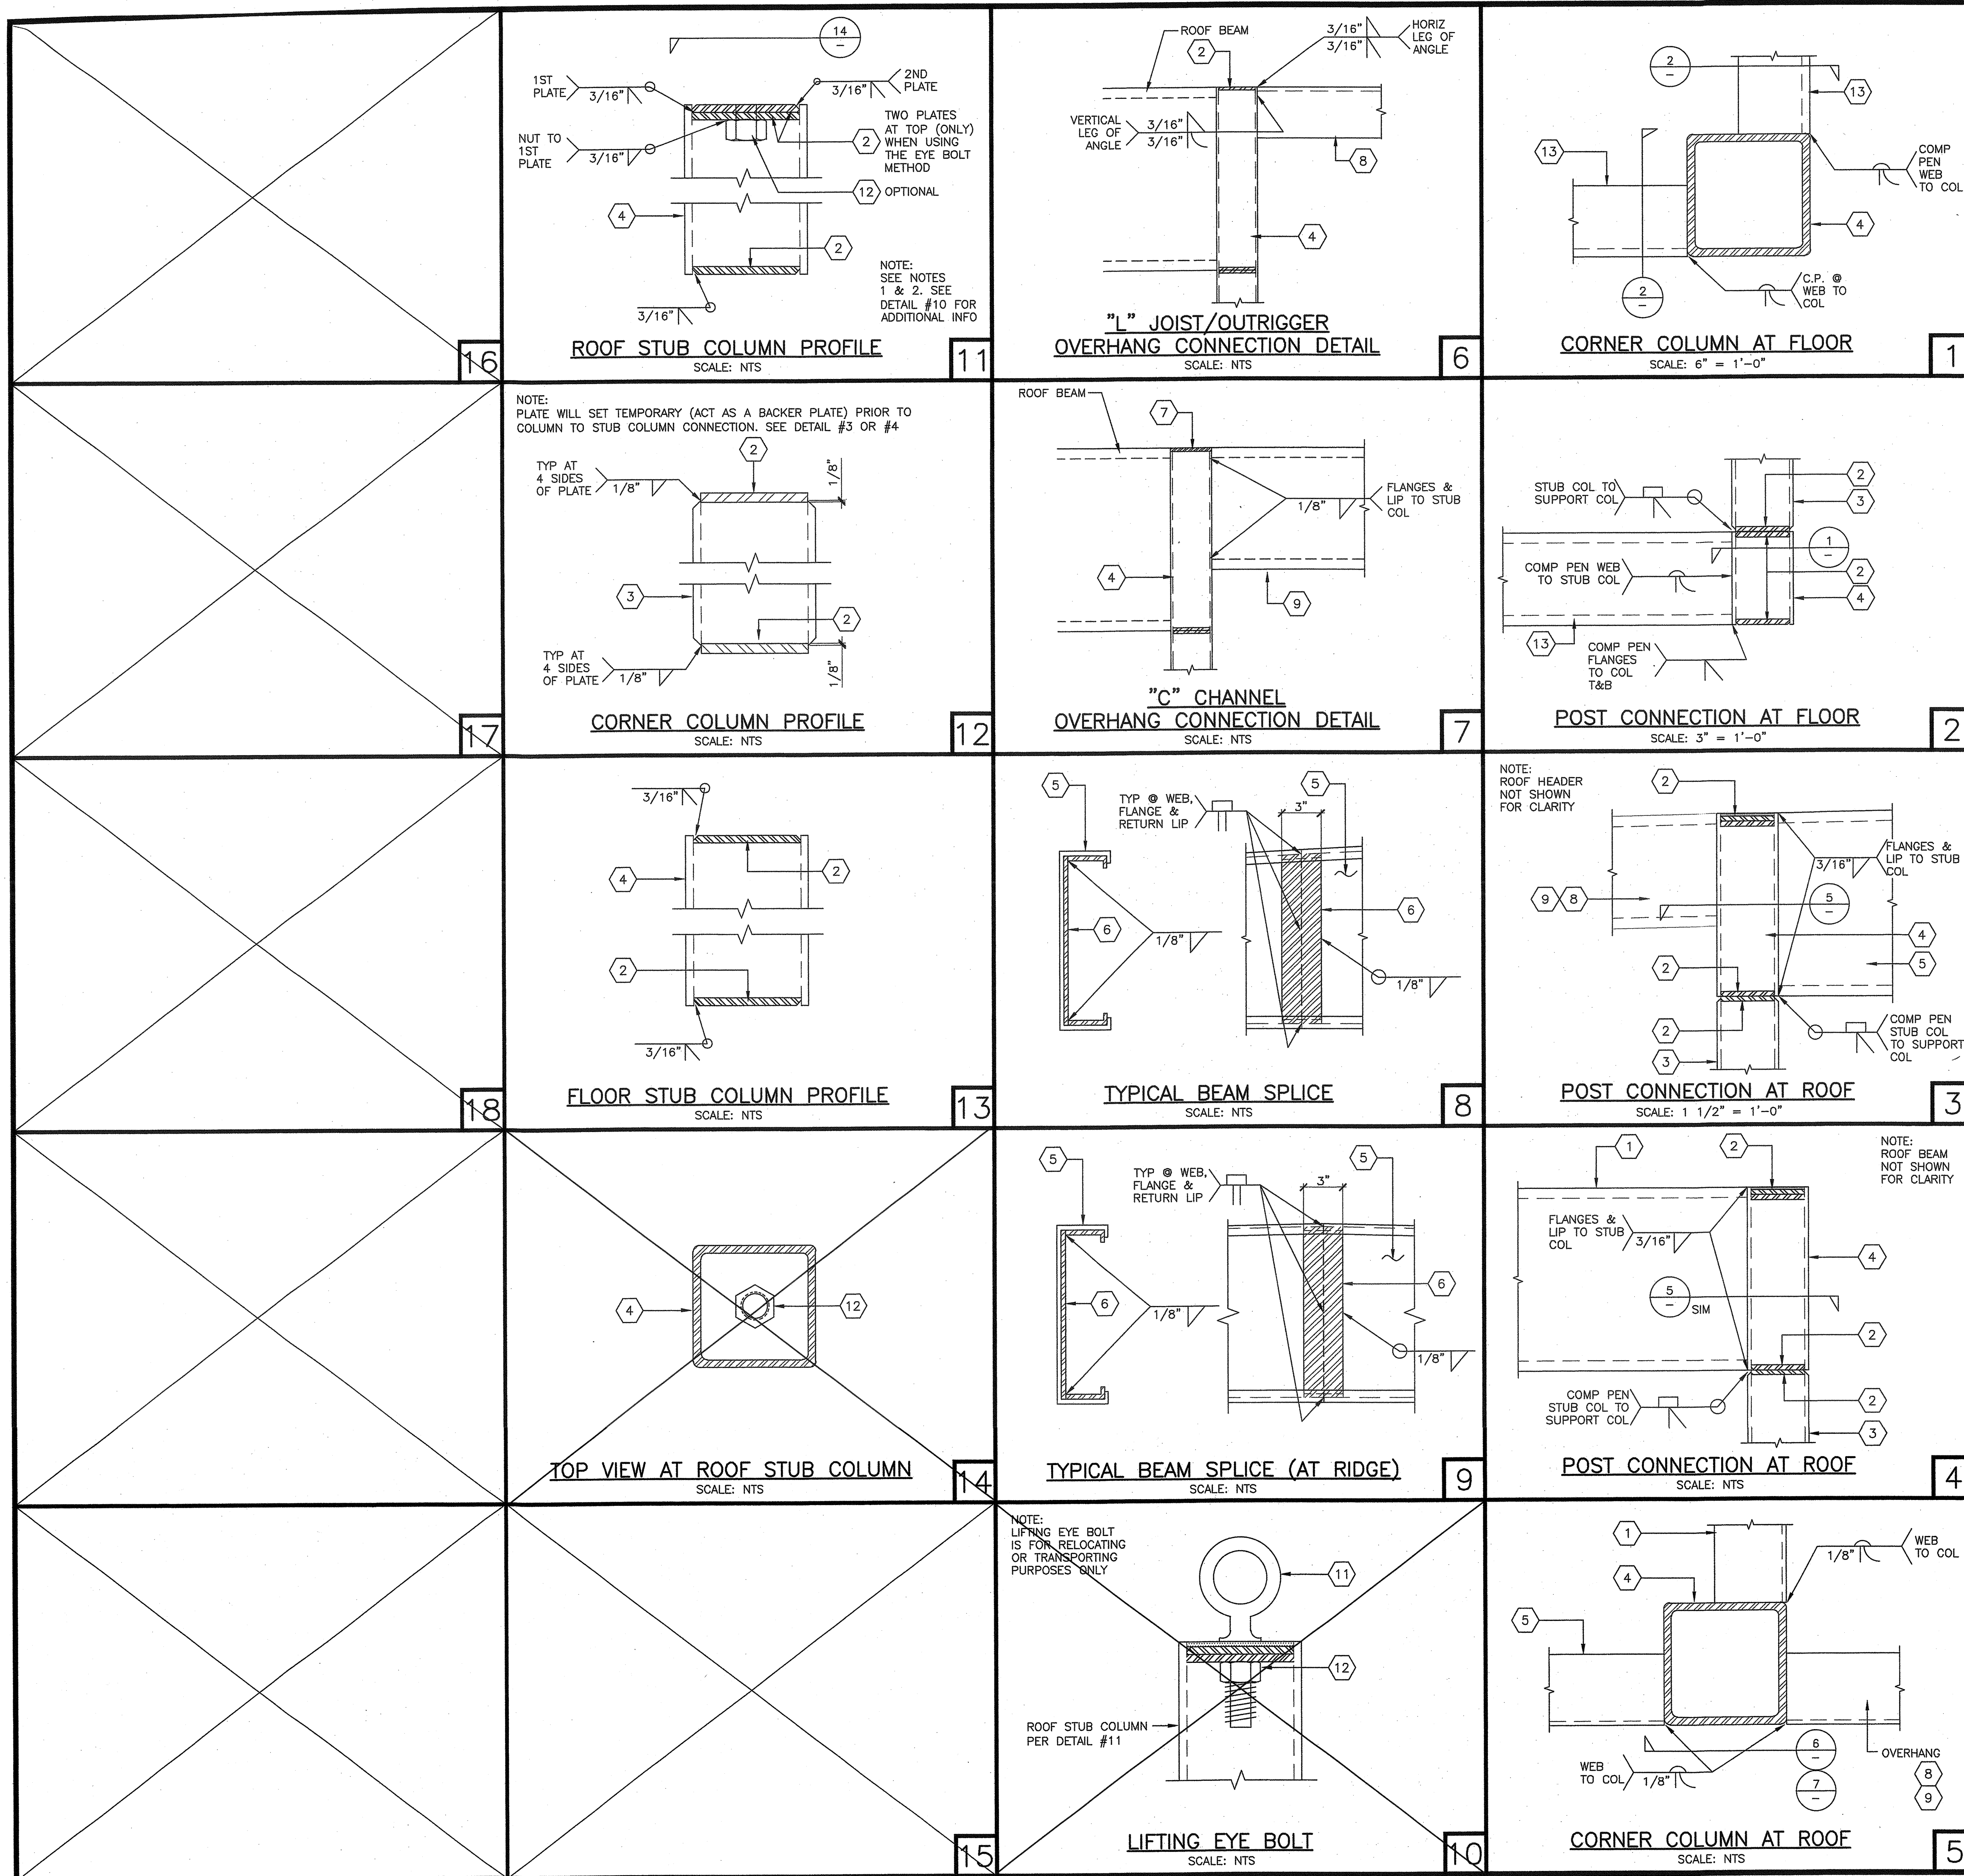 16
14
–
1ST
PLATE
3/16"
3/16"
2ND
PLATE
NUT TO
1ST
PLATE
3/16"
2
TWO PLATES
AT TOP (ONLY)
WHEN USING
THE EYE BOLT
METHOD
12
OPTIONAL
4
2
3/16"
NOTE:
SEE NOTES
1 & 2. SEE
DETAIL #10 FOR
ADDITIONAL INFO
ROOF STUB COLUMN PROFILE
SCALE: NTS
11
ROOF BEAM
2
3/16"
3/16"
HORIZ
LEG OF
ANGLE
VERTICAL
LEG OF
ANGLE
3/16"
3/16"
8
4
"L" JOIST/OUTRIGGER
OVERHANG CONNECTION DETAIL
SCALE: NTS
6
2
–
13
13
COMP
PEN
WEB
TO COL
4
2
–
C.P. @
WEB TO
COL
CORNER COLUMN AT FLOOR
SCALE: 6" = 1'-0"
1
17
NOTE:
PLATE WILL SET TEMPORARY (ACT AS A BACKER PLATE) PRIOR TO
COLUMN TO STUB COLUMN CONNECTION. SEE DETAIL #3 OR #4
2
TYP AT
4 SIDES
OF PLATE
1/8"
1/8"
3
2
TYP AT
4 SIDES
OF PLATE
1/8"
1/8"
CORNER COLUMN PROFILE
SCALE: NTS
12
ROOF BEAM
7
1/8"
FLANGES &
LIP TO STUB
COL
4
9
"C" CHANNEL
OVERHANG CONNECTION DETAIL
SCALE: NTS
7
STUB COL TO
SUPPORT COL
2
3
1
–
COMP PEN WEB
TO STUB COL
2
4
13
COMP PEN
FLANGES
TO COL
T&B
POST CONNECTION AT FLOOR
SCALE: 3" = 1'-0"
2
18
3/16"
4
2
2
3/16"
FLOOR STUB COLUMN PROFILE
SCALE: NTS
13
5
TYP @ WEB,
FLANGE &
RETURN LIP
3"
5
6
1/8"
6
1/8"
TYPICAL BEAM SPLICE
SCALE: NTS
8
NOTE:
ROOF HEADER
NOT SHOWN
FOR CLARITY
2
3/16"
FLANGES &
LIP TO STUB
COL
9
8
5
–
4
2
5
2
3
COMP PEN
STUB COL
TO SUPPORT
COL
POST CONNECTION AT ROOF
SCALE: 1 1/2" = 1'-0"
3
4
12
TOP VIEW AT ROOF STUB COLUMN
SCALE: NTS
14
5
TYP @ WEB,
FLANGE &
RETURN LIP
3"
5
6
1/8"
6
1/8"
TYPICAL BEAM SPLICE (AT RIDGE)
SCALE: NTS
9
1
2
NOTE:
ROOF BEAM
NOT SHOWN
FOR CLARITY
FLANGES &
LIP TO STUB
COL
3/16"
4
5
–
SIM
2
COMP PEN
STUB COL TO
SUPPORT COL
2
3
POST CONNECTION AT ROOF
SCALE: NTS
4
15
NOTE:
LIFTING EYE BOLT
IS FOR RELOCATING
OR TRANSPORTING
PURPOSES ONLY
11
12
ROOF STUB COLUMN
PER DETAIL #11
LIFTING EYE BOLT
SCALE: NTS
10
1
1/8"
WEB
TO COL
4
5
6
–
7
–
WEB
TO COL
1/8"
OVERHANG
8
9
CORNER COLUMN AT ROOF
SCALE: NTS
5